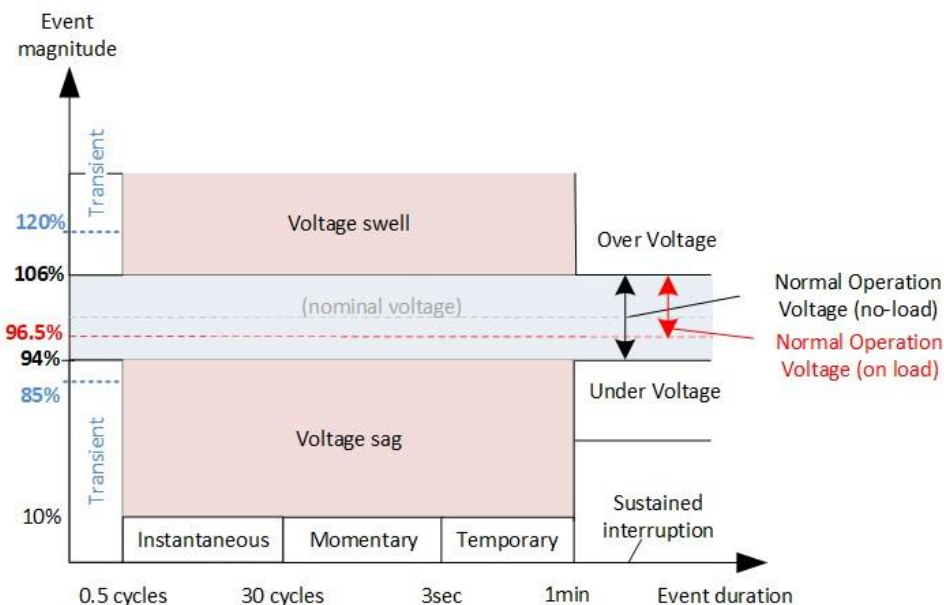 Event
magnitude
Transient
120%
Voltage swell
Over Voltage
106%
Normal Operation
Voltage (no-load)
(nominal voltage)
96.5%
Normal Operation
Voltage (on load)
94%
85%
Under Voltage
Transient
Voltage sag
10%
Sustained
interruption
Instantaneous
Momentary
Temporary
0.5 cycles
30 cycles
3sec
1min
Event duration